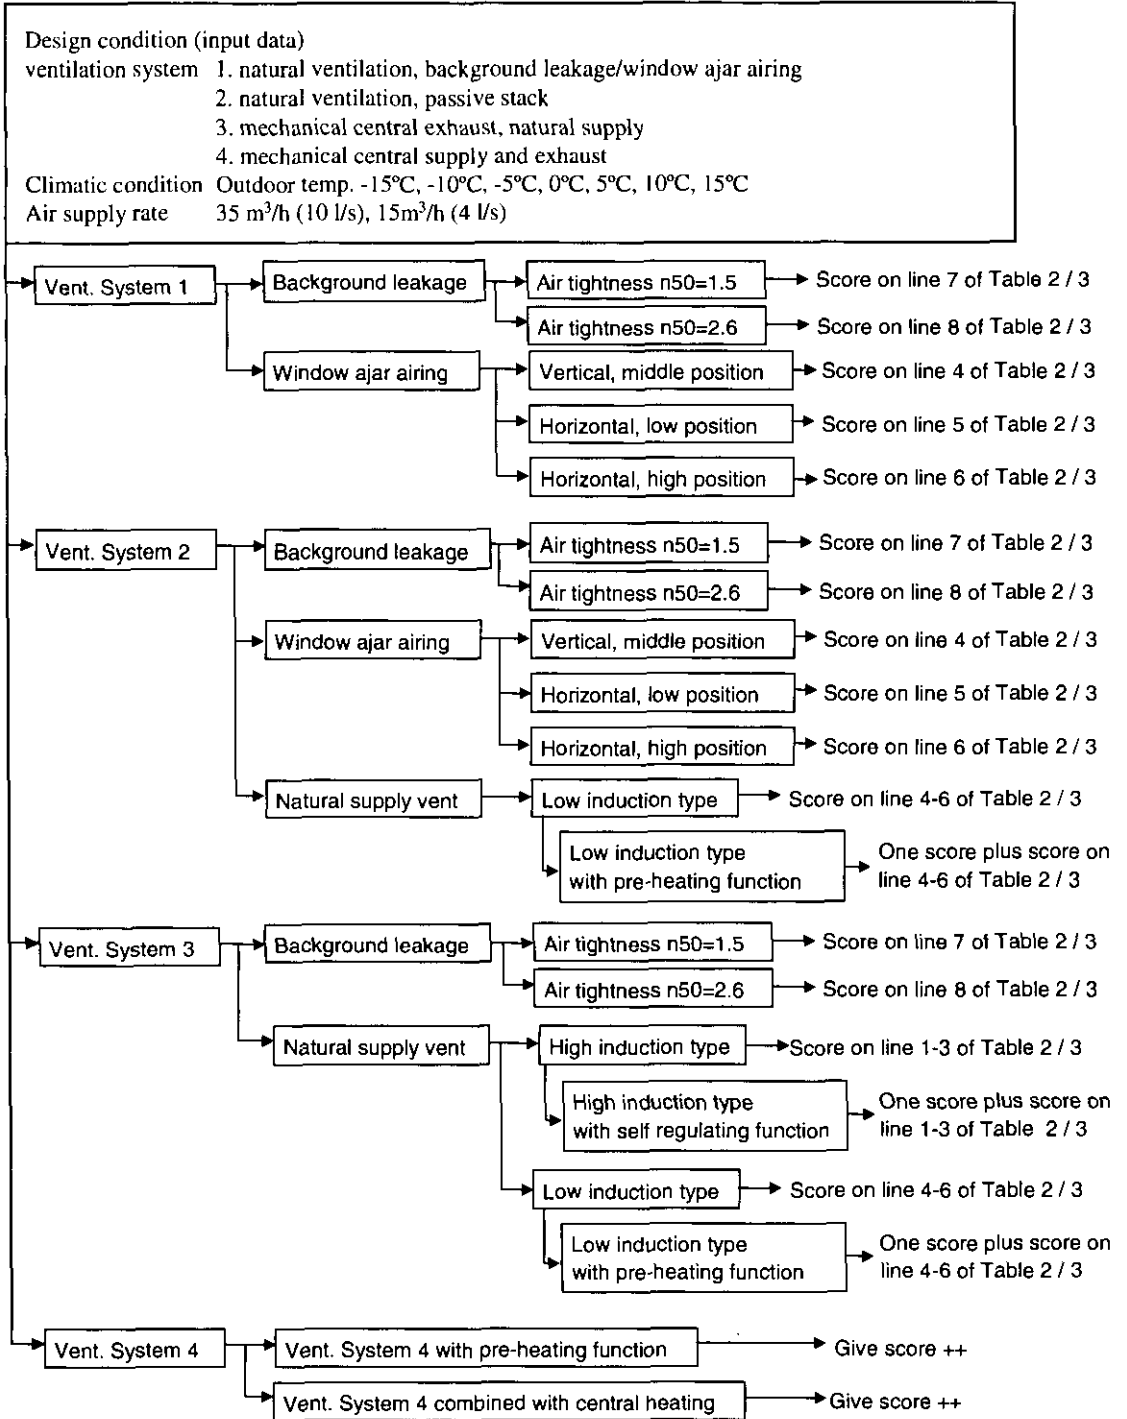 Design condition (input data)
ventilation system 1. natural ventilation, background leakage/window ajar airing
2. natural ventilation, passive stack
3. mechanical central exhaust, natural supply
4. mechanical central supply and exhaust
Climatic condition Outdoor temp. -15°C, -10°C, -5°C, 0°C, 5°C, 10°C, 15°C
Air supply rate 35 m³/h (10 l/s), 15m³/h (4 l/s)
Vent. System 1
Background leakage
Air tightness n50=1.5
Score on line 7 of Table 2 / 3
Air tightness n50=2.6
Score on line 8 of Table 2 / 3
Window ajar airing
Vertical, middle position
Score on line 4 of Table 2 / 3
Horizontal, low position
Score on line 5 of Table 2 / 3
Horizontal, high position
Score on line 6 of Table 2 / 3
Vent. System 2
Background leakage
Air tightness n50=1.5
Score on line 7 of Table 2 / 3
Air tightness n50=2.6
Score on line 8 of Table 2 / 3
Window ajar airing
Vertical, middle position
Score on line 4 of Table 2 / 3
Horizontal, low position
Score on line 5 of Table 2 / 3
Horizontal, high position
Score on line 6 of Table 2 / 3
Natural supply vent
Low induction type
Score on line 4-6 of Table 2 / 3
Low induction type
with pre-heating function
One score plus score on
line 4-6 of Table 2 / 3
Vent. System 3
Background leakage
Air tightness n50=1.5
Score on line 7 of Table 2 / 3
Air tightness n50=2.6
Score on line 8 of Table 2 / 3
Natural supply vent
High induction type
Score on line 1-3 of Table 2 / 3
High induction type
with self regulating function
One score plus score on
line 1-3 of Table 2 / 3
Low induction type
Score on line 4-6 of Table 2 / 3
Low induction type
with pre-heating function
One score plus score on
line 4-6 of Table 2 / 3
Vent. System 4
Vent. System 4 with pre-heating function
Give score ++
Vent. System 4 combined with central heating
Give score ++